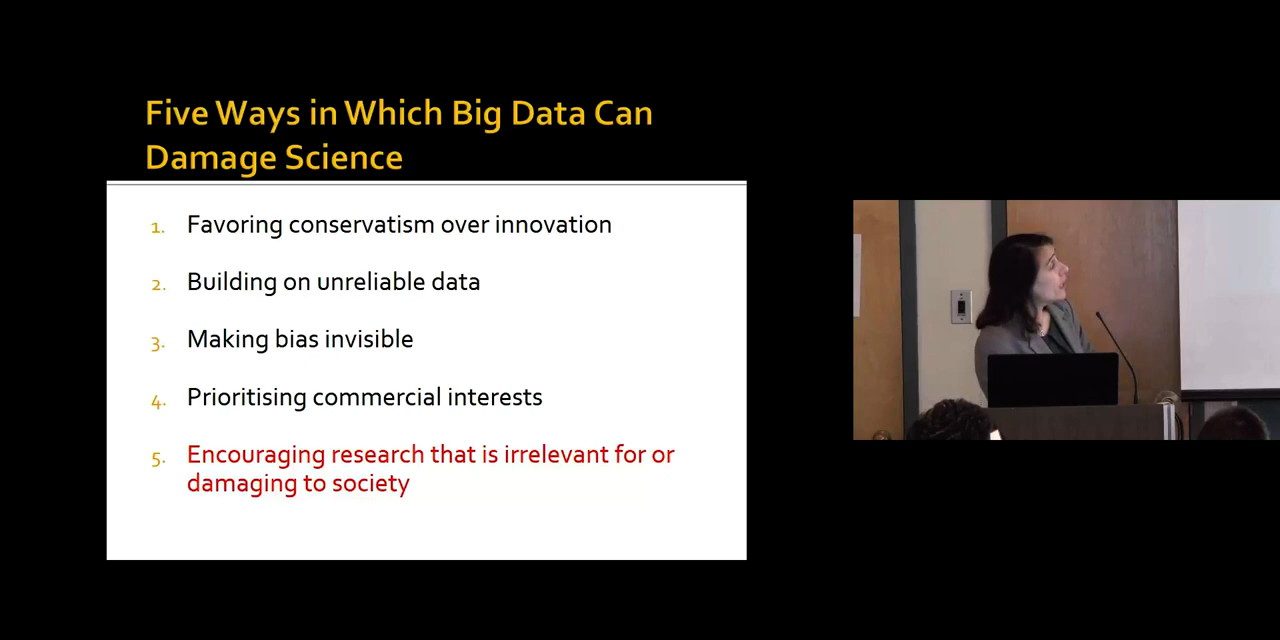 Five Ways in Which Big Data Can
Damage Science
1. Favoring conservatism over innovation
2. Building on unreliable data
3. Making bias invisible
4. Prioritising commercial interests
5. Encouraging research that is irrelevant for or
damaging to society